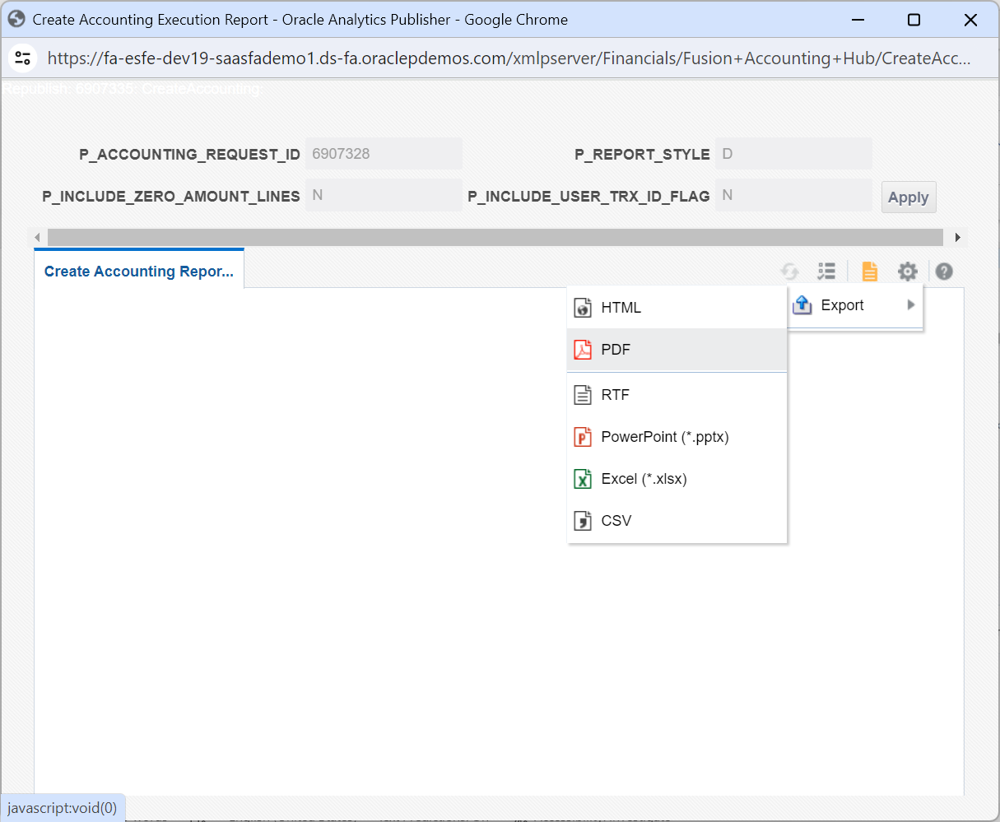 Create Accounting Execution Report - Oracle Analytics Publisher - Google Chrome
https://fa-esfe-dev19-saasfademo1.ds-fa.oraclepdemos.com/xmlpserver/Financials/Fusion+Accounting+Hub/CreateAcc...
Republish: 6907335: CreateAccounting:
P_ACCOUNTING_REQUEST_ID 6907328 P_REPORT_STYLE D
P_INCLUDE_ZERO_AMOUNT_LINES N P_INCLUDE_USER_TRX_ID_FLAG N Apply
Create Accounting Repor...
Export
HTML
PDF
RTF
PowerPoint (*.pptx)
Excel (*.xlsx)
CSV
javascript:void(0)